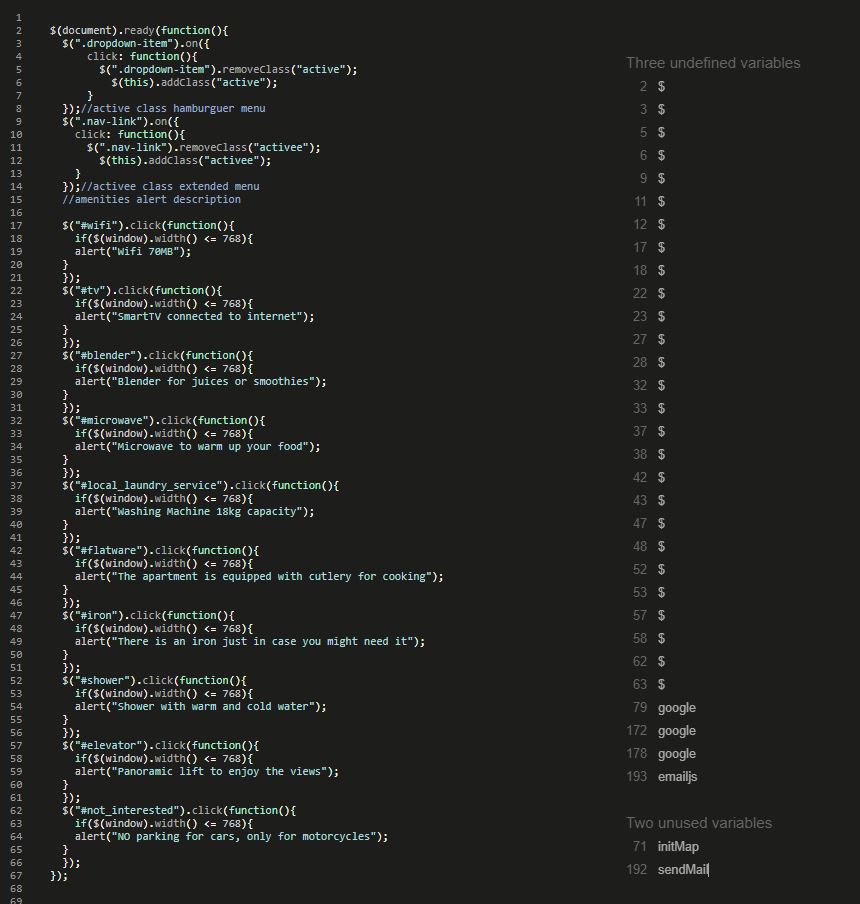 1
2 $(document).ready(function(){
3 $(".dropdown-item").on({
4 click: function(){
5 $(".dropdown-item").removeClass("active");
6 $(this).addClass("active");
7 }
8 });//active class hamburguer menu
9 $(".nav-link").on({
10 click: function(){
11 $(".nav-link").removeClass("activee");
12 $(this).addClass("activee");
13 }
14 });//activee class extended menu
15 //amenities alert description
16
17 $("#wifi").click(function(){
18 if($(window).width() <= 768){
19 alert("Wifi 70MB");
20 }
21 });
22 $("#tv").click(function(){
23 if($(window).width() <= 768){
24 alert("SmartTV connected to internet");
25 }
26 });
27 $("#blender").click(function(){
28 if($(window).width() <= 768){
29 alert("Blender for juices or smoothies");
30 }
31 });
32 $("#microwave").click(function(){
33 if($(window).width() <= 768){
34 alert("Microwave to warm up your food");
35 }
36 });
37 $("#local_laundry_service").click(function(){
38 if($(window).width() <= 768){
39 alert("Washing Machine 18kg capacity");
40 }
41 });
42 $("#flatware").click(function(){
43 if($(window).width() <= 768){
44 alert("The apartment is equipped with cutlery for cooking");
45 }
46 });
47 $("#iron").click(function(){
48 if($(window).width() <= 768){
49 alert("There is an iron just in case you might need it");
50 }
51 });
52 $("#shower").click(function(){
53 if($(window).width() <= 768){
54 alert("Shower with warm and cold water");
55 }
56 });
57 $("#elevator").click(function(){
58 if($(window).width() <= 768){
59 alert("Panoramic lift to enjoy the views");
60 }
61 });
62 $("#not_interested").click(function(){
63 if($(window).width() <= 768){
64 alert("NO parking for cars, only for motorcycles");
65 }
66 });
67 });
68
69
Three undefined variables
2 $
3 $
5 $
6 $
9 $
11 $
12 $
17 $
18 $
22 $
23 $
27 $
28 $
32 $
33 $
37 $
38 $
42 $
43 $
47 $
48 $
52 $
53 $
57 $
58 $
62 $
63 $
79 google
172 google
178 google
193 emailjs
Two unused variables
71 initMap
192 sendMail